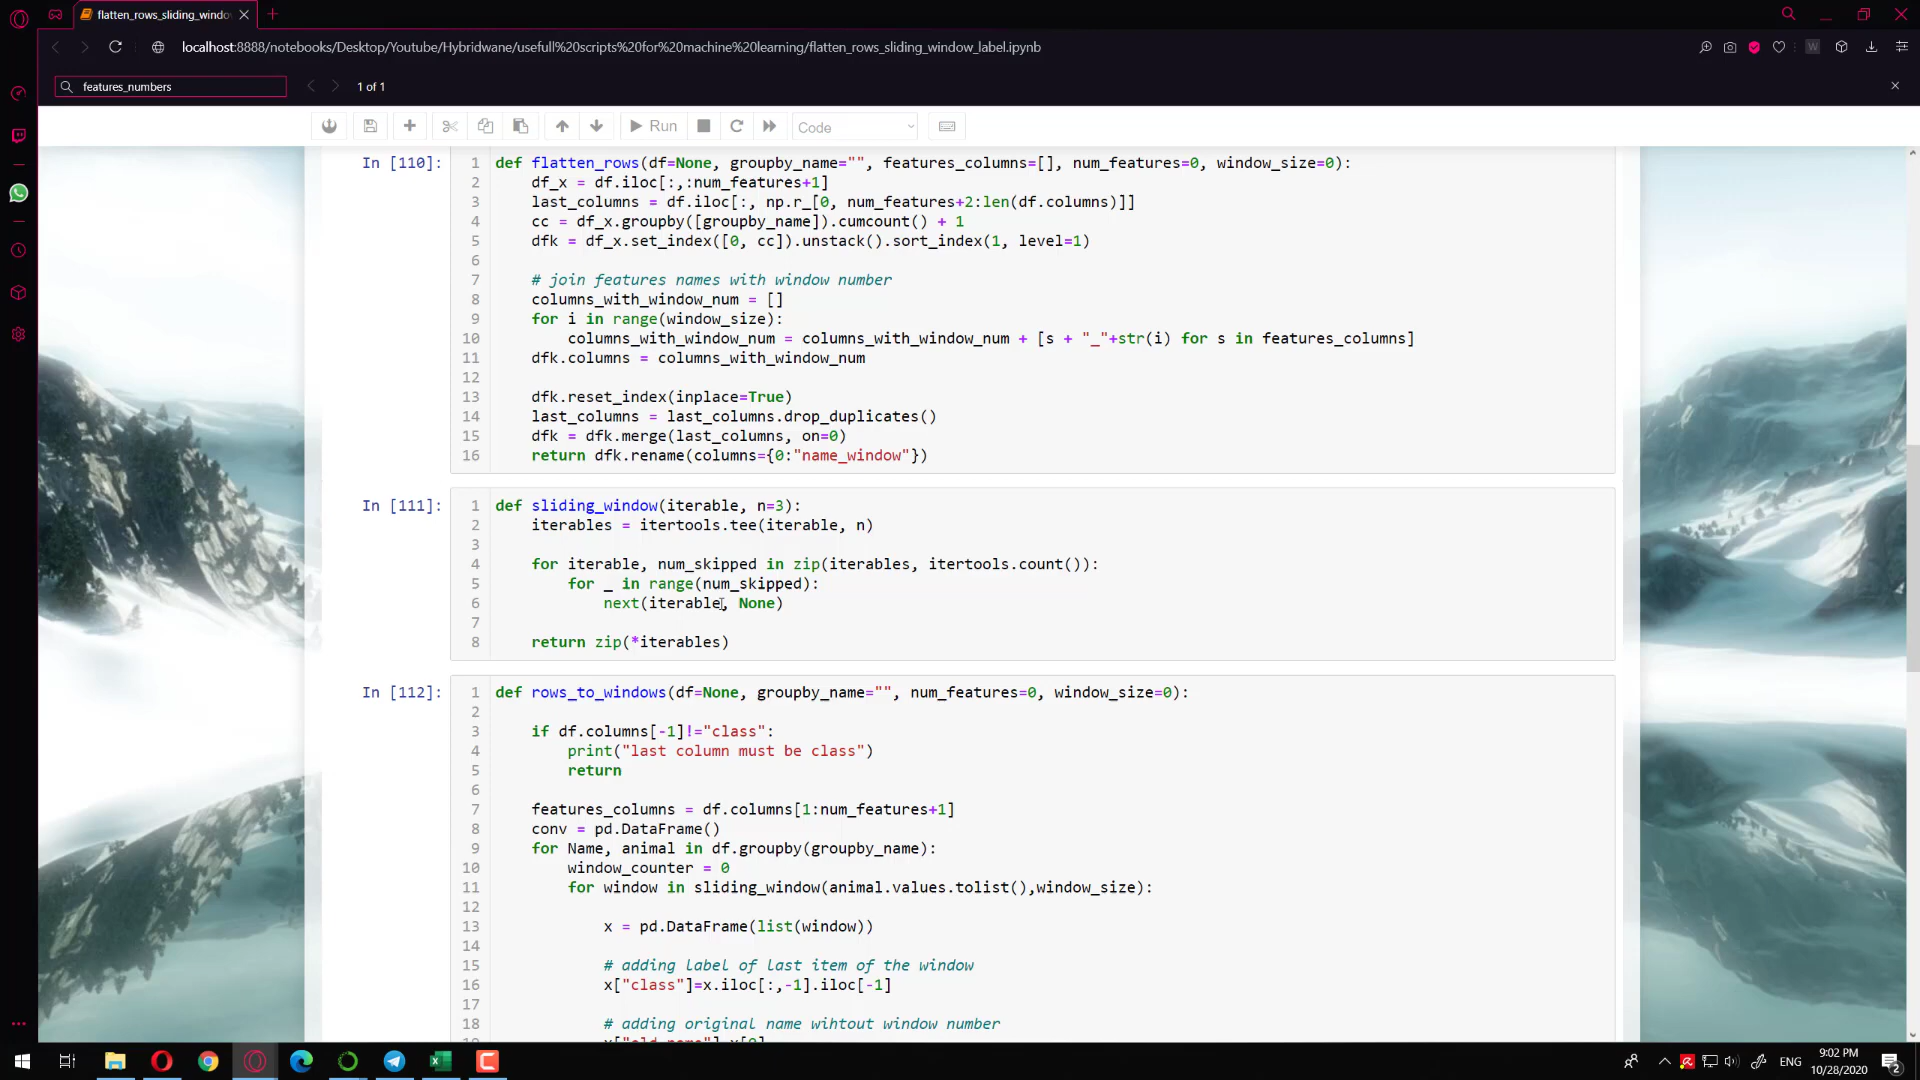 flatten_rows_sliding_windo
localhost:8888/notebooks/Desktop/Youtube/Hybridwane/usefull%20scripts%20for%20machine%20learning/flatten_rows_sliding_window_label.ipynb
features_numbers
1 of 1
Run
Code
In [110]:
1 def flatten_rows(df=None, groupby_name="", features_columns=[], num_features=0, window_size=0):
2 df_x = df.iloc[:,:num_features+1]
3 last_columns = df.iloc[:, np.r_[0, num_features+2:len(df.columns)]]
4 cc = df_x.groupby([groupby_name]).cumcount() + 1
5 dfk = df_x.set_index([0, cc]).unstack().sort_index(1, level=1)
6
7 # join features names with window number
8 columns_with_window_num = []
9 for i in range(window_size):
10 columns_with_window_num = columns_with_window_num + [s + "_"+str(i) for s in features_columns]
11 dfk.columns = columns_with_window_num
12
13 dfk.reset_index(inplace=True)
14 last_columns = last_columns.drop_duplicates()
15 dfk = dfk.merge(last_columns, on=0)
16 return dfk.rename(columns={0:"name_window"})
In [111]:
1 def sliding_window(iterable, n=3):
2 iterables = itertools.tee(iterable, n)
3
4 for iterable, num_skipped in zip(iterables, itertools.count()):
5 for _ in range(num_skipped):
6 next(iterable, None)
7
8 return zip(*iterables)
In [112]:
1 def rows_to_windows(df=None, groupby_name="", num_features=0, window_size=0):
2
3 if df.columns[-1]!="class":
4 print("last column must be class")
5 return
6
7 features_columns = df.columns[1:num_features+1]
8 conv = pd.DataFrame()
9 for Name, animal in df.groupby(groupby_name):
10 window_counter = 0
11 for window in sliding_window(animal.values.tolist(),window_size):
12
13 x = pd.DataFrame(list(window))
14
15 # adding label of last item of the window
16 x["class"]=x.iloc[:,-1].iloc[-1]
17
18 # adding original name wihtout window number
ENG
9:02 PM
10/28/2020
2